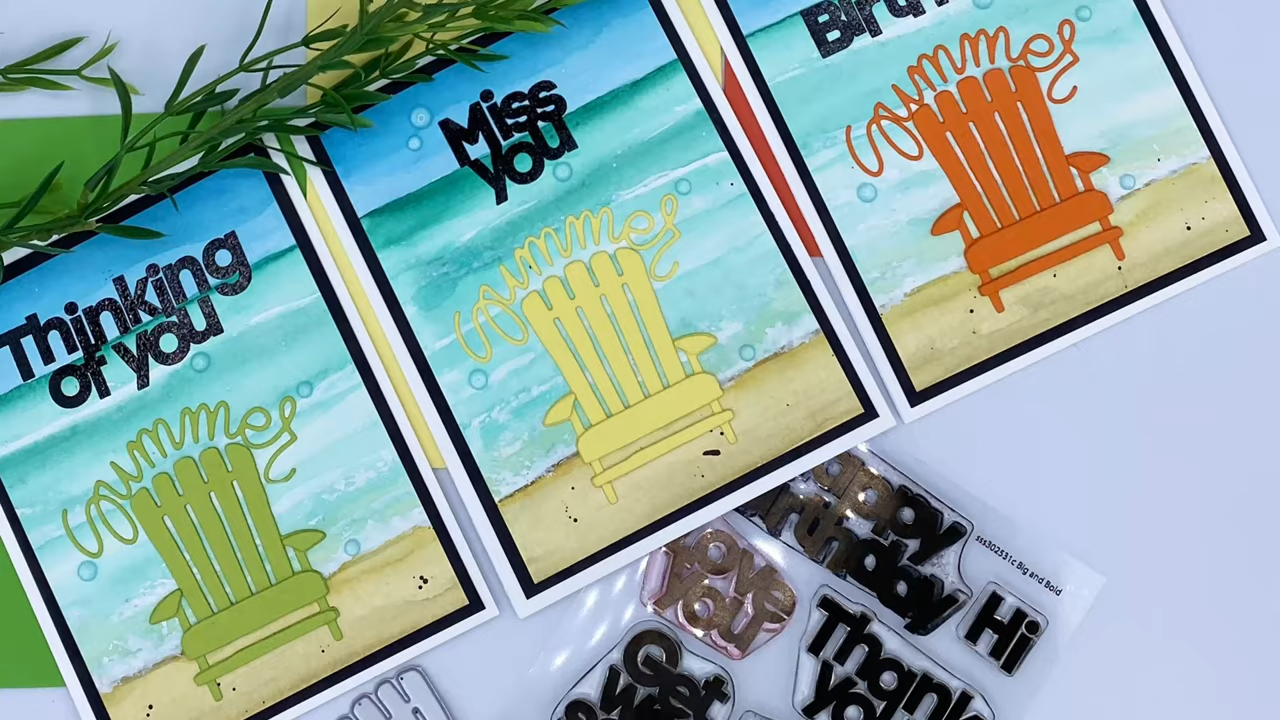 Thinking
of you
summer
Miss
you
summer
Birth
summer
Happy
Birthday
sss302531c Big and Bold
Love
You
Hi
Get
Thank
you